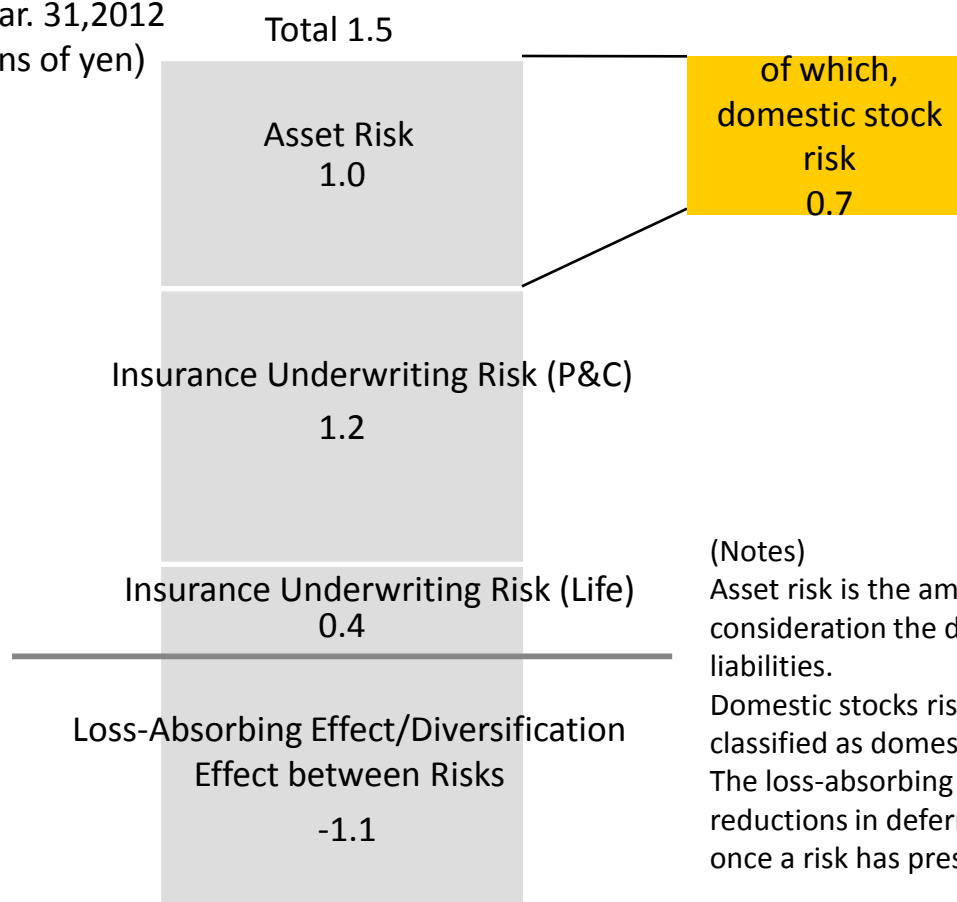 ar. 31,2012
ns of yen)
Total 1.5
Asset Risk
1.0
of which,
domestic stock
risk
0.7
Insurance Underwriting Risk (P&C)
1.2
Insurance Underwriting Risk (Life)
0.4
Loss-Absorbing Effect/Diversification
Effect between Risks
-1.1
(Notes)
Asset risk is the am
consideration the d
liabilities.
Domestic stocks ris
classified as domes
The loss-absorbing
reductions in deferr
once a risk has pres